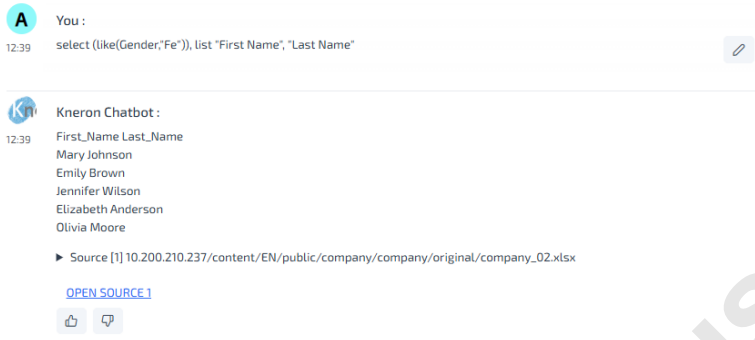 A
You :
12:39
select (like(Gender,"Fe")), list "First Name", "Last Name"
Kn
Kneron Chatbot :
12:39
First_Name Last_Name
Mary Johnson
Emily Brown
Jennifer Wilson
Elizabeth Anderson
Olivia Moore
▶ Source [1] 10.200.210.237/content/EN/public/company/company/original/company_02.xlsx
OPEN SOURCE 1